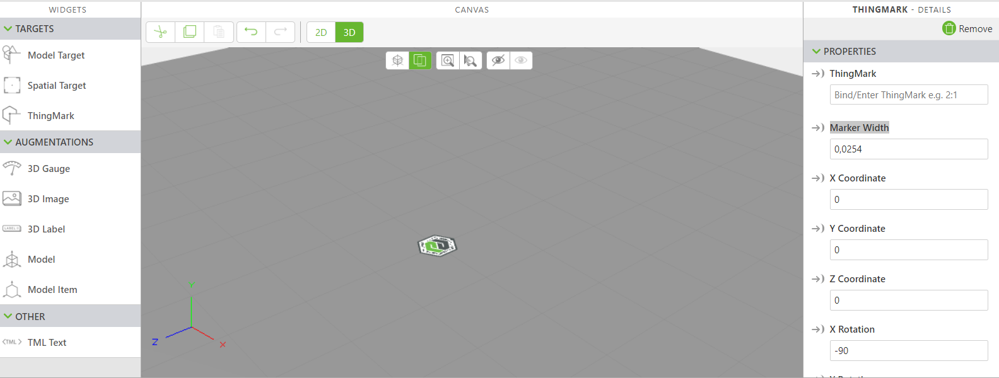 WIDGETS
CANVAS
THINGMARK - DETAILS
TARGETS
Model Target
Spatial Target
ThingMark
AUGMENTATIONS
3D Gauge
3D Image
LABEL
3D Label
Model
Model Item
OTHER
<TML>
TML Text
2D
3D
Y
Z
X
Remove
PROPERTIES
ThingMark
Bind/Enter ThingMark e.g. 2:1
Marker Width
0,0254
X Coordinate
0
Y Coordinate
0
Z Coordinate
0
X Rotation
-90